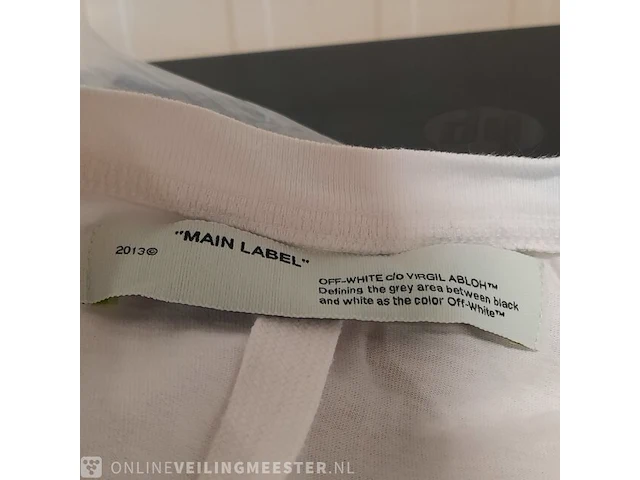 "MAIN LABEL"
2013©
OFF-WHITE c/o VIRGIL ABLOH™
Defining the grey area between black
and white as the color Off-White™
ONLINEVEILINGMEESTER.NL